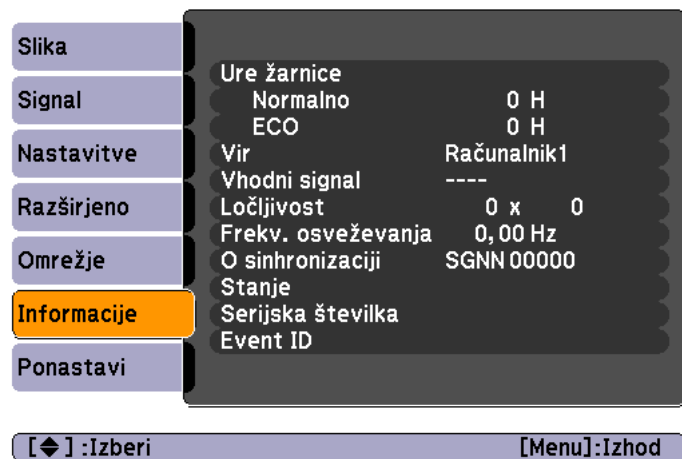 Slika
Signal
Nastavitve
Razširjeno
Omrežje
Informacije
Ponastavi
Ure žarnice
Normalno 0 H
ECO 0 H
Vir Računalnik1
Vhodni signal ----
Ločljivost 0 x 0
Frekv. osveževanja 0,00 Hz
O sinhronizaciji SGNN 00000
Stanje
Serijska številka
Event ID
[◆] :Izberi [Menu]:Izhod